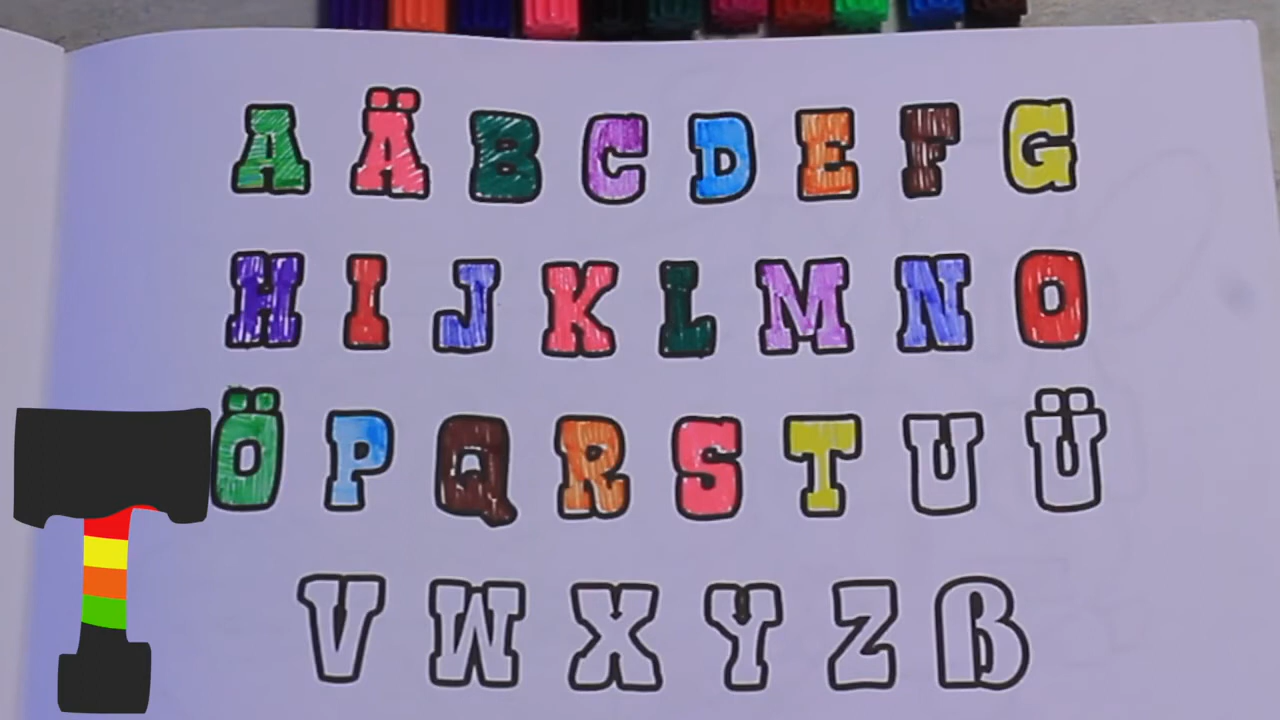 A Ä B C D E F G
H I J K L M N O
Ö P Q R S T U Ü
V W X Y Z ß
T